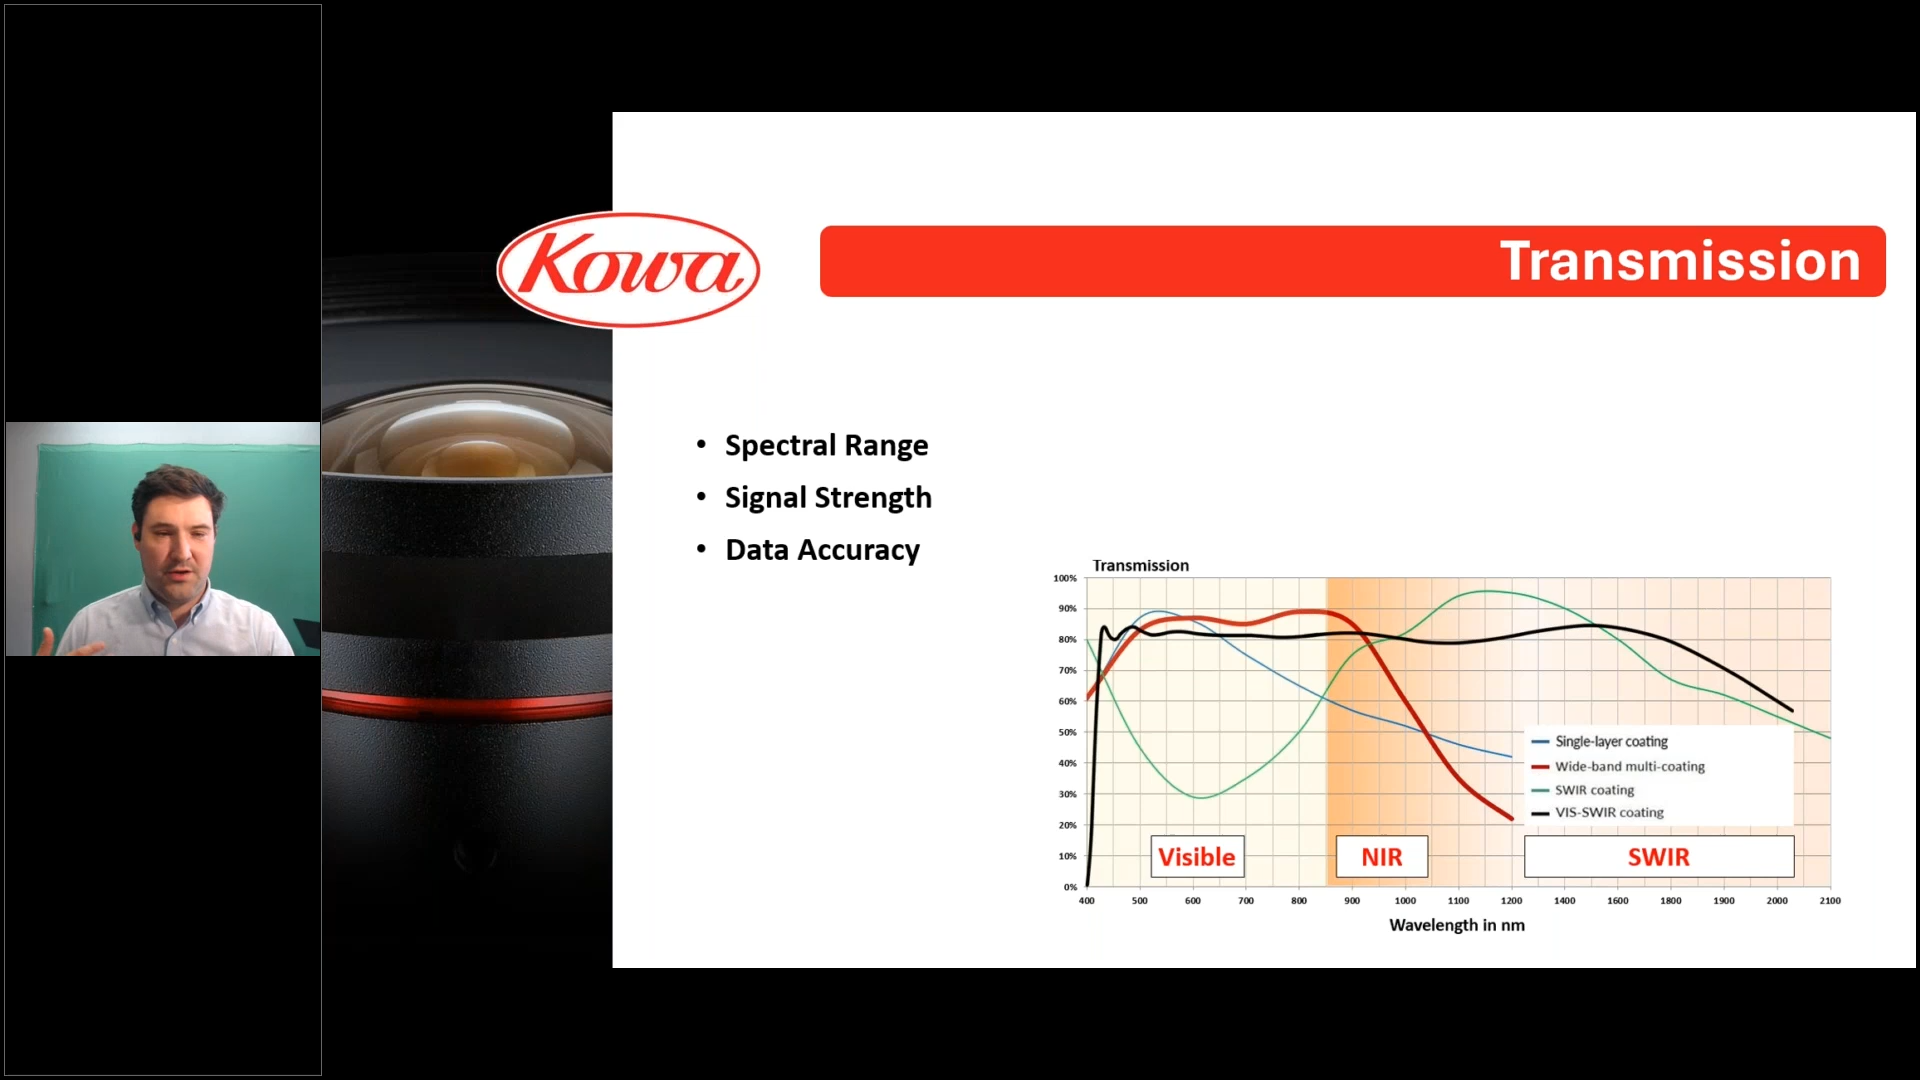 Kowa
Transmission
• Spectral Range
• Signal Strength
• Data Accuracy
Transmission
100%
90%
80%
70%
60%
50%
40%
30%
20%
10%
0%
Single-layer coating
Wide-band multi-coating
SWIR coating
VIS-SWIR coating
Visible NIR SWIR
400 500 600 700 800 900 1000 1100 1200 1400 1600 1800 1900 2000 2100
Wavelength in nm